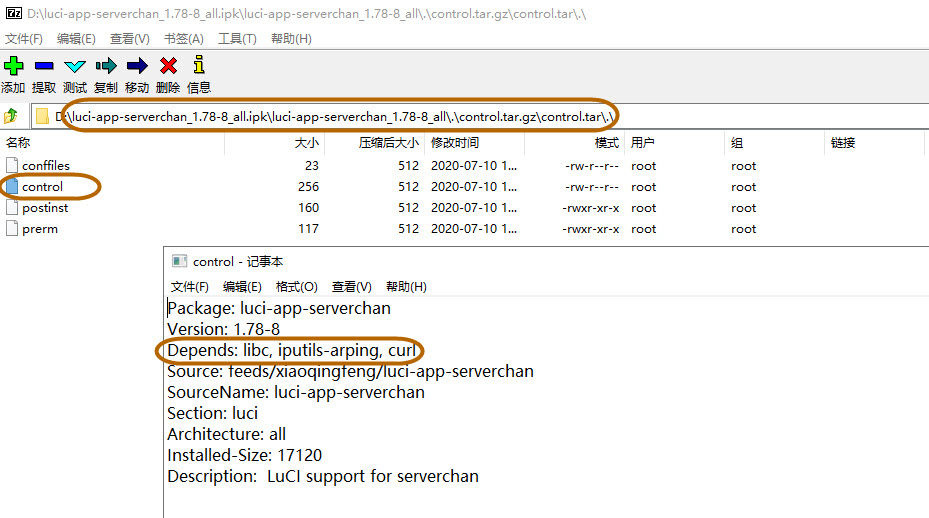 D:\luci-app-serverchan_1.78-8_all.ipk\luci-app-serverchan_1.78-8_all\.\control.tar.gz\control.tar\.\
文件(F) 编辑(E) 查看(V) 书签(A) 工具(T) 帮助(H)
添加 提取 测试 复制 移动 删除 信息
D:\luci-app-serverchan_1.78-8_all.ipk\luci-app-serverchan_1.78-8_all\.\control.tar.gz\control.tar\.\
名称 大小 压缩后大小 修改时间 模式 用户 组 链接
conffiles 23 512 2020-07-10 1... -rw-r--r-- root root
control 256 512 2020-07-10 1... -rw-r--r-- root root
postinst 160 512 2020-07-10 1... -rwxr-xr-x root root
prerm 117 512 2020-07-10 1... -rwxr-xr-x root root
control - 记事本
文件(F) 编辑(E) 格式(O) 查看(V) 帮助(H)
Package: luci-app-serverchan
Version: 1.78-8
Depends: libc, iputils-arping, curl
Source: feeds/xiaoqingfeng/luci-app-serverchan
SourceName: luci-app-serverchan
Section: luci
Architecture: all
Installed-Size: 17120
Description:  LuCI support for serverchan